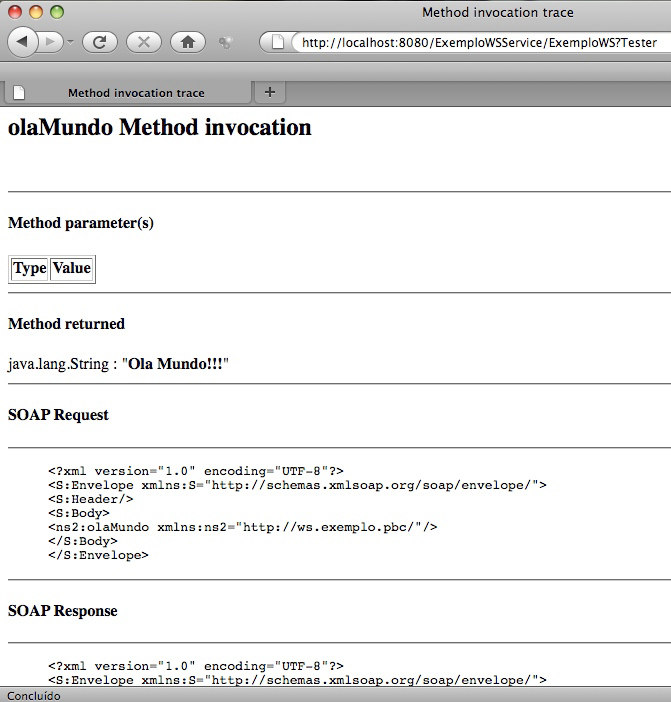 Method invocation trace
http://localhost:8080/ExemploWSService/ExemploWS?Tester
Method invocation trace
olaMundo Method invocation
Method parameter(s)
Type Value
Method returned
java.lang.String : "Ola Mundo!!!"
SOAP Request
<?xml version="1.0" encoding="UTF-8"?>
<S:Envelope xmlns:S="http://schemas.xmlsoap.org/soap/envelope/">
<S:Header/>
<S:Body>
<ns2:olaMundo xmlns:ns2="http://ws.exemplo.pbc/"/>
</S:Body>
</S:Envelope>
SOAP Response
<?xml version="1.0" encoding="UTF-8"?>
<S:Envelope xmlns:S="http://schemas.xmlsoap.org/soap/envelope/">
Concluído